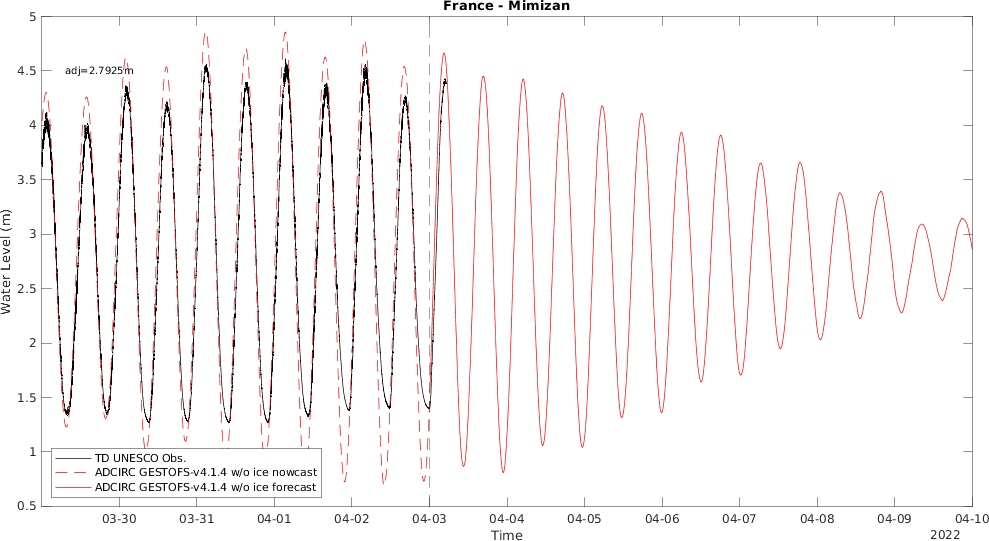 France - Mimizan
adj=2.7925m
5
4.5
4
3.5
3
2.5
2
1.5
1
0.5
Water Level (m)
TD UNESCO Obs.
ADCIRC GESTOFS-v4.1.4 w/o ice nowcast
ADCIRC GESTOFS-v4.1.4 w/o ice forecast
03-30 03-31 04-01 04-02 04-03 04-04 04-05 04-06 04-07 04-08 04-09 04-10
Time
2022